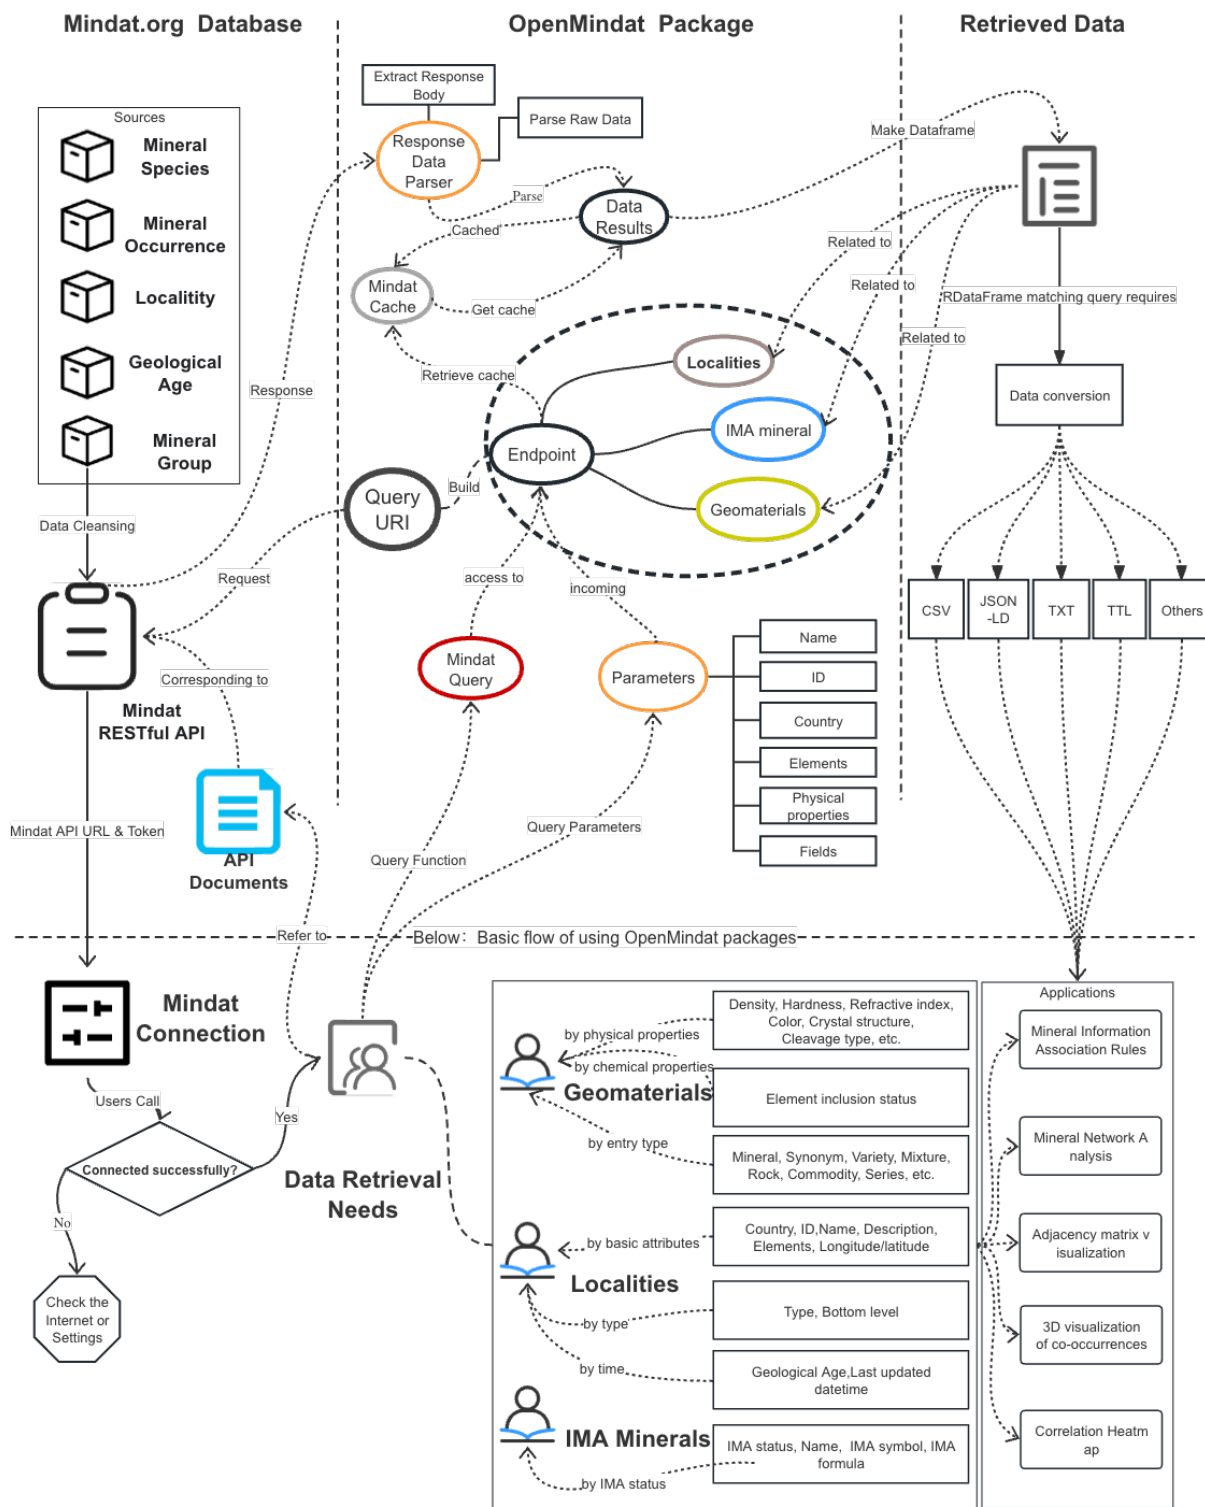 Mindat.org Database
OpenMindat Package
Retrieved Data
Sources
Mineral
Species
Mineral
Occurrence
Localitity
Geological
Age
Mineral
Group
Data Cleansing
Mindat
RESTful API
Mindat API URL & Token
API
Documents
Response
Request
Corresponding to
Refer to
Extract Response
Body
Parse Raw Data
Response
Data
Parser
Parse
Data
Results
Cached
Mindat
Cache
Get cache
Retrieve cache
Localities
IMA mineral
Geomaterials
Endpoint
Build
Query
URI
access to
incoming
Mindat
Query
Parameters
Name
ID
Country
Elements
Physical
properties
Fields
Query Function
Query Parameters
Make Dataframe
Related to
Related to
Related to
RDataFrame matching query requires
Data conversion
CSV
JSON
-LD
TXT
TTL
Others
Below: Basic flow of using OpenMindat packages
Mindat
Connection
Users Call
Connected successfully?
Yes
No
Check the
Internet or
Settings
Data Retrieval
Needs
by physical properties
by chemical properties
Geomaterials
by entry type
Density, Hardness, Refractive index,
Color, Crystal structure,
Cleavage type, etc.
Element inclusion status
Mineral, Synonym, Variety, Mixture,
Rock, Commodity, Series, etc.
by basic attributes
Localities
by type
by time
Country, ID,Name, Description,
Elements, Longitude/latitude
Type, Bottom level
Geological Age,Last updated
datetime
IMA Minerals
by IMA status
IMA status, Name, IMA symbol, IMA
formula
Applications
Mineral Information
Association Rules
Mineral Network A
nalysis
Adjacency matrix v
isualization
3D visualization
of co-occurrences
Correlation Heatm
ap